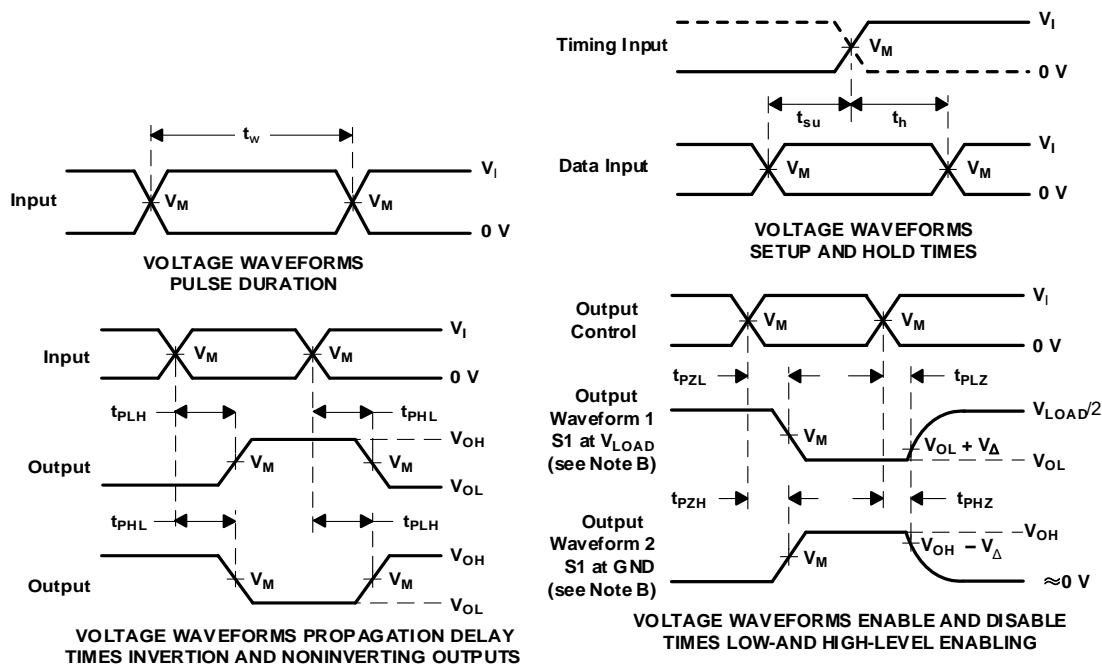 t_w
Input
V_M
V_M
V_I
0 V
VOLTAGE WAVEFORMS
PULSE DURATION
Timing Input
V_M
V_I
0 V
t_su
t_h
Data Input
V_M
V_M
V_I
0 V
VOLTAGE WAVEFORMS
SETUP AND HOLD TIMES
Input
V_M
V_M
V_I
0 V
t_PLH
t_PHL
Output
V_M
V_M
V_OH
V_OL
t_PHL
t_PLH
Output
V_M
V_M
V_OH
V_OL
VOLTAGE WAVEFORMS PROPAGATION DELAY
TIMES INVERTION AND NONINVERTING OUTPUTS
Output
Control
V_M
V_M
V_I
0 V
t_PZL
t_PLZ
Output
Waveform 1
S1 at V_LOAD
(see Note B)
V_M
V_LOAD/2
V_OL + V_Δ
V_OL
t_PZH
t_PHZ
Output
Waveform 2
S1 at GND
(see Note B)
V_M
V_OH
V_OH – V_Δ
≈0 V
VOLTAGE WAVEFORMS ENABLE AND DISABLE
TIMES LOW-AND HIGH-LEVEL ENABLING